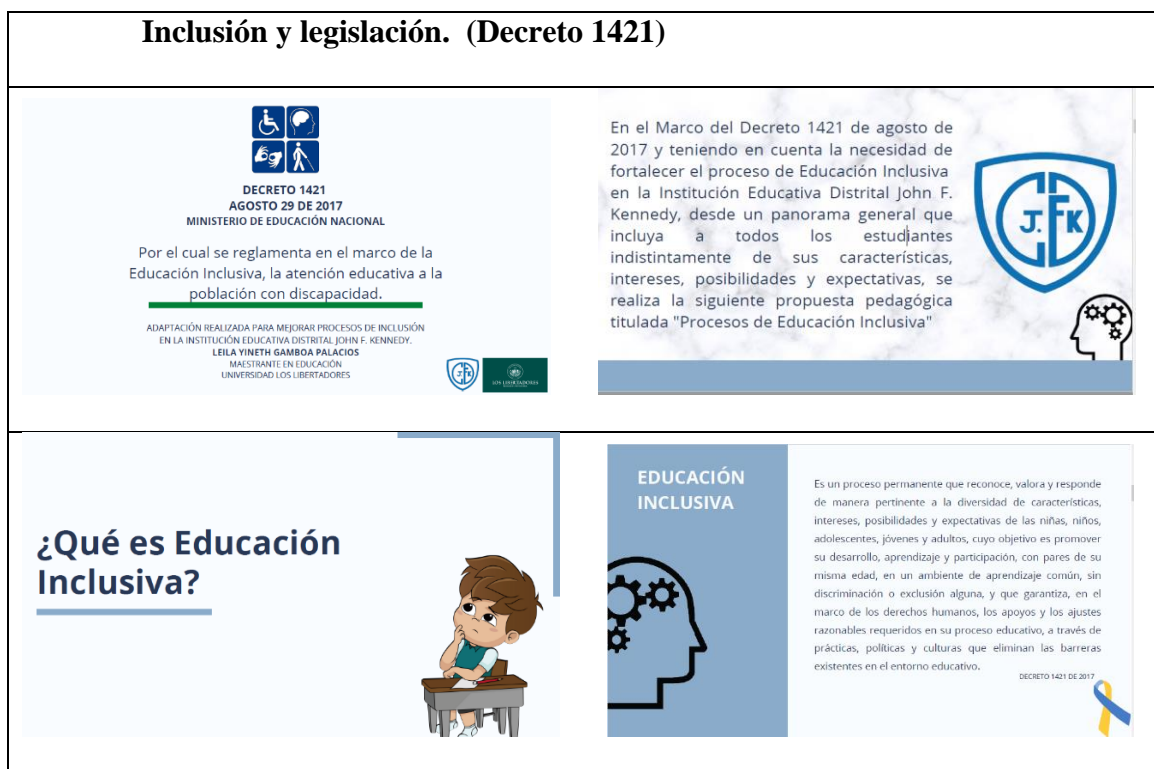 Inclusión y legislación. (Decreto 1421)
DECRETO 1421
AGOSTO 29 DE 2017
MINISTERIO DE EDUCACIÓN NACIONAL
Por el cual se reglamenta en el marco de la
Educación Inclusiva, la atención educativa a la
población con discapacidad.
ADAPTACIÓN REALIZADA PARA MEJORAR PROCESOS DE INCLUSIÓN
EN LA INSTITUCIÓN EDUCATIVA DISTRITAL JOHN F. KENNEDY.
LEILA YINETH GAMBOA PALACIOS
MAESTRANTE EN EDUCACIÓN
UNIVERSIDAD LOS LIBERTADORES
J.FK
LOS LIBERTADORES
En el Marco del Decreto 1421 de agosto de
2017 y teniendo en cuenta la necesidad de
fortalecer el proceso de Educación Inclusiva
en la Institución Educativa Distrital John F.
Kennedy, desde un panorama general que
incluya a todos los estudiantes
indistintamente de sus características,
intereses, posibilidades y expectativas, se
realiza la siguiente propuesta pedagógica
titulada "Procesos de Educación Inclusiva"
J.FK
¿Qué es Educación
Inclusiva?
EDUCACIÓN
INCLUSIVA
Es un proceso permanente que reconoce, valora y responde
de manera pertinente a la diversidad de características,
intereses, posibilidades y expectativas de las niñas, niños,
adolescentes, jóvenes y adultos, cuyo objetivo es promover
su desarrollo, aprendizaje y participación, con pares de su
misma edad, en un ambiente de aprendizaje común, sin
discriminación o exclusión alguna, y que garantiza, en el
marco de los derechos humanos, los apoyos y los ajustes
razonables requeridos en su proceso educativo, a través de
prácticas, políticas y culturas que eliminan las barreras
existentes en el entorno educativo.
DECRETO 1421 DE 2017